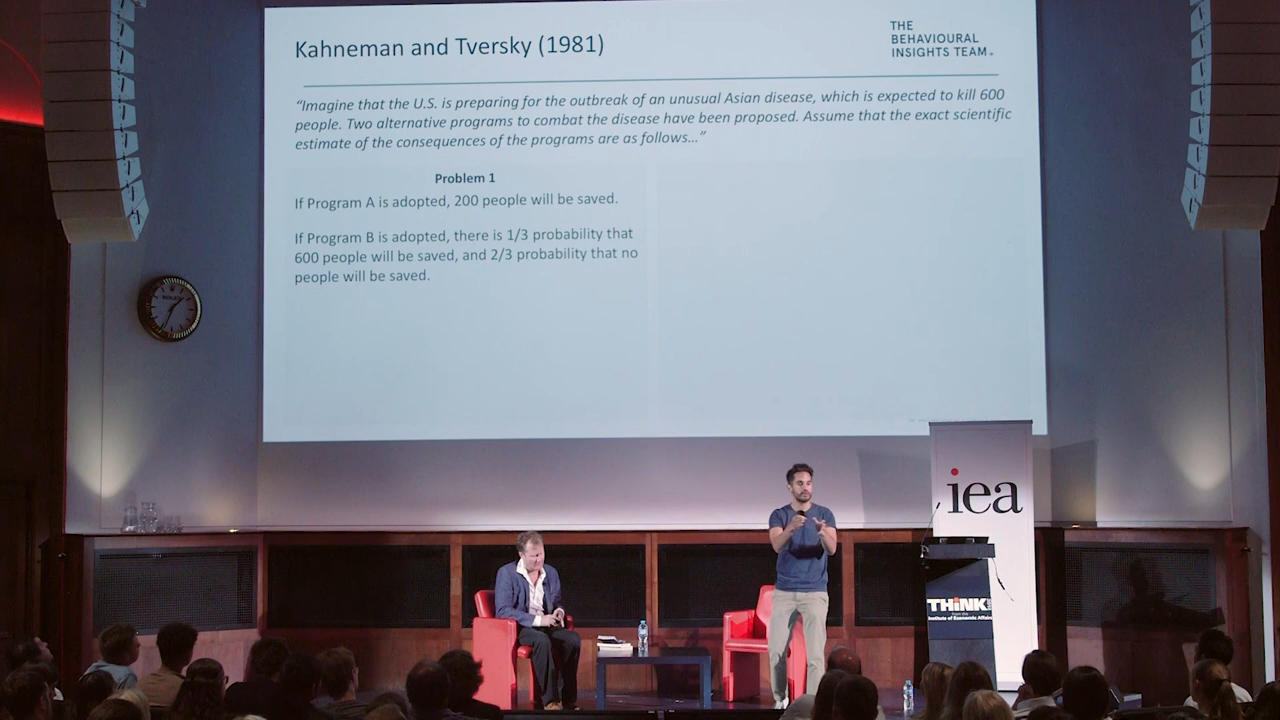 Kahneman and Tversky (1981)
THE
BEHAVIOURAL
INSIGHTS TEAM
“Imagine that the U.S. is preparing for the outbreak of an unusual Asian disease, which is expected to kill 600
people. Two alternative programs to combat the disease have been proposed. Assume that the exact scientific
estimate of the consequences of the programs are as follows…”
Problem 1
If Program A is adopted, 200 people will be saved.
If Program B is adopted, there is 1/3 probability that
600 people will be saved, and 2/3 probability that no
people will be saved.
iea
THiNK
Institute of Economic Affairs